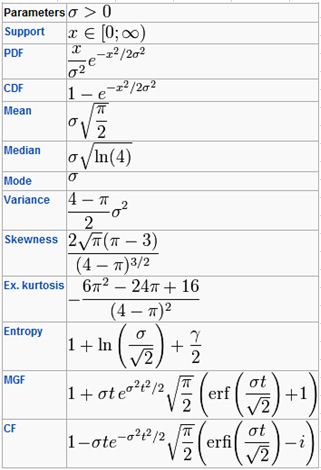 Parameters σ > 0
Support x ∈ [0; ∞)
PDF x/σ² e^(−x²/2σ²)
CDF 1 − e^(−x²/2σ²)
Mean σ√(π/2)
Median σ√ln(4)
Mode σ
Variance (4 − π)/2 σ²
Skewness 2√π(π − 3)/(4 − π)^(3/2)
Ex. kurtosis −(6π² − 24π + 16)/(4 − π)²
Entropy 1 + ln(σ/√2) + γ/2
MGF 1 + σt e^(σ²t²/2) √(π/2) (erf(σt/√2) + 1)
CF 1 − σte^(−σ²t²/2) √(π/2) (erfi(σt/√2) − i)